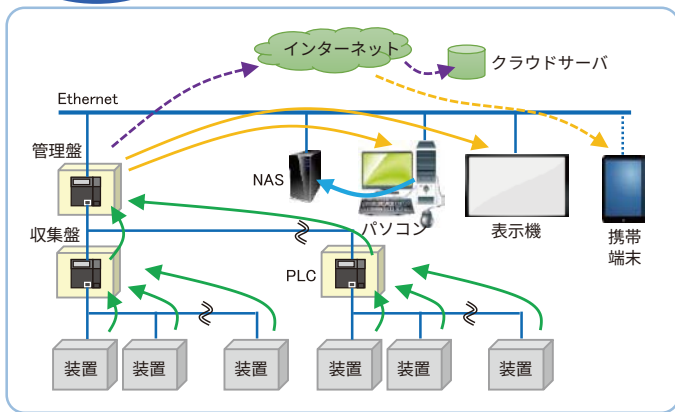 インターネット
クラウドサーバ
Ethernet
管理盤
NAS
パソコン
表示機
携帯
端末
収集盤
PLC
装置
装置
装置
装置
装置
装置